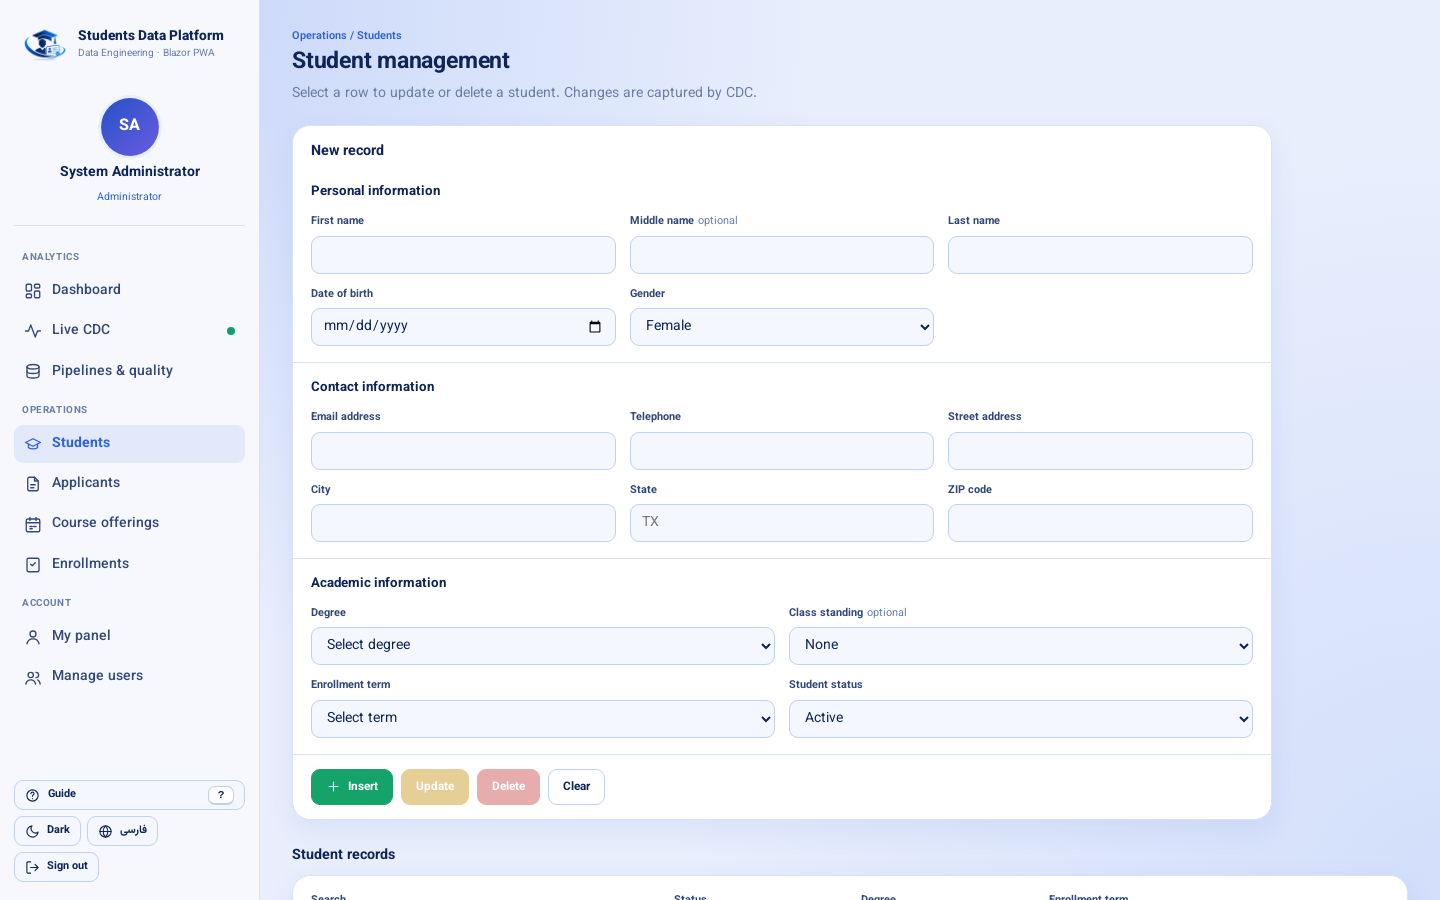 Students Data Platform
Data Engineering · Blazor PWA
SA
System Administrator
Administrator
ANALYTICS
Dashboard
Live CDC
Pipelines & quality
OPERATIONS
Students
Applicants
Course offerings
Enrollments
ACCOUNT
My panel
Manage users
Guide ?
Dark فارسی
Sign out
Operations / Students
Student management
Select a row to update or delete a student. Changes are captured by CDC.
New record
Personal information
First name Middle name optional Last name
Date of birth Gender
mm/dd/yyyy Female
Contact information
Email address Telephone Street address
City State ZIP code
TX
Academic information
Degree Class standing optional
Select degree None
Enrollment term Student status
Select term Active
Insert Update Delete Clear
Student records
Search Status Degree Enrollment term